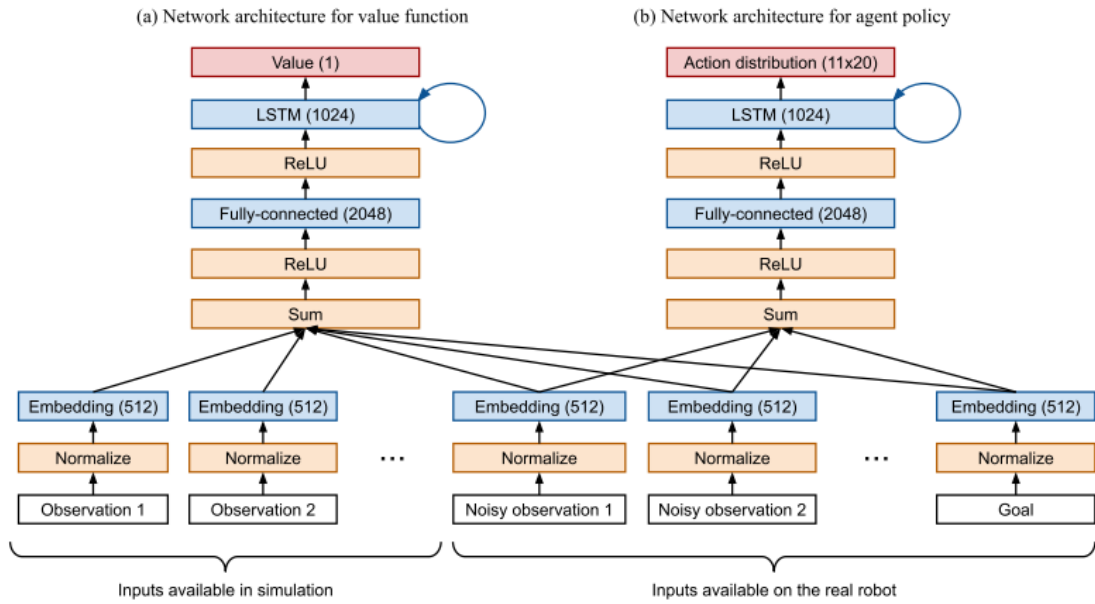 (a) Network architecture for value function
(b) Network architecture for agent policy
Value (1)
Action distribution (11x20)
LSTM (1024)
LSTM (1024)
ReLU
ReLU
Fully-connected (2048)
Fully-connected (2048)
ReLU
ReLU
Sum
Sum
Embedding (512)
Embedding (512)
Embedding (512)
Embedding (512)
Embedding (512)
Normalize
Normalize
...
Normalize
Normalize
...
Normalize
Observation 1
Observation 2
Noisy observation 1
Noisy observation 2
Goal
Inputs available in simulation
Inputs available on the real robot